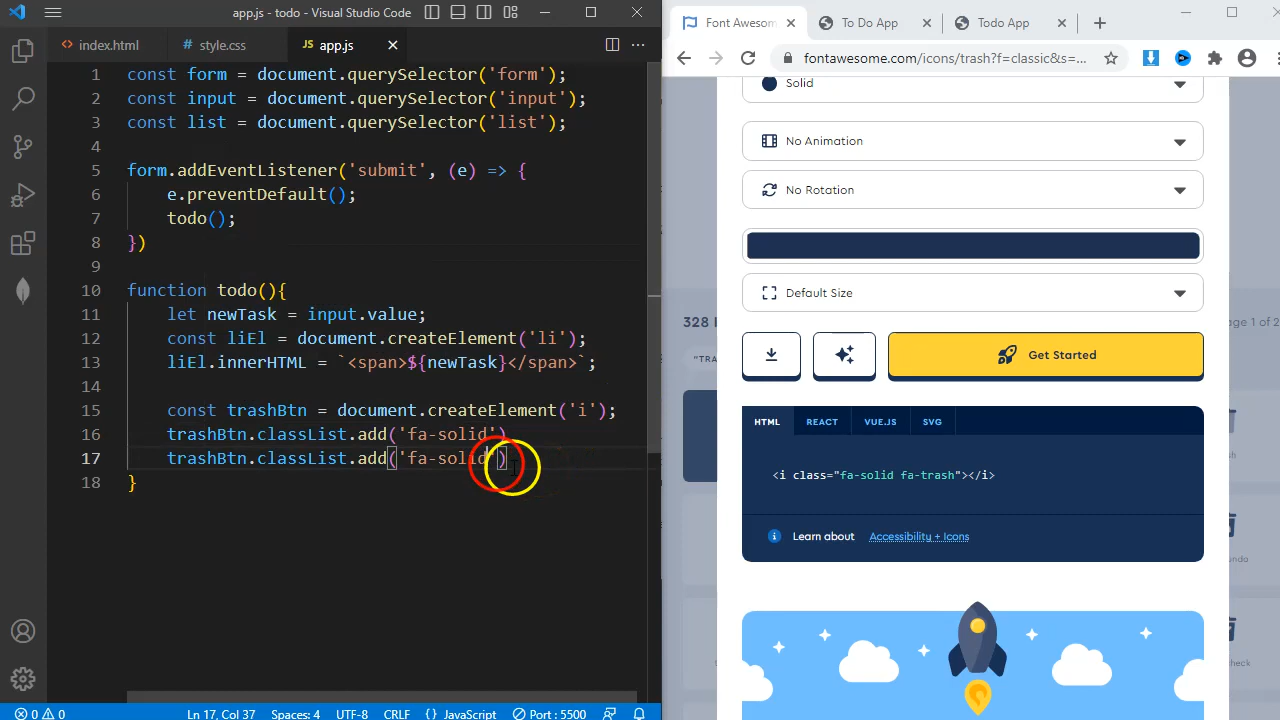 app.js - todo - Visual Studio Code
index.html
# style.css
JS app.js
1 const form = document.querySelector('form');
2 const input = document.querySelector('input');
3 const list = document.querySelector('list');
4
5 form.addEventListener('submit', (e) => {
6 e.preventDefault();
7 todo();
8 })
9
10 function todo(){
11 let newTask = input.value;
12 const liEl = document.createElement('li');
13 liEl.innerHTML = `<span>${newTask}</span>`;
14
15 const trashBtn = document.createElement('i');
16 trashBtn.classList.add('fa-solid')
17 trashBtn.classList.add('fa-solid')
18 }
0 0 Ln 17, Col 37 Spaces: 4 UTF-8 CRLF {} JavaScript Port : 5500
Font Awesom
To Do App
Todo App
fontawesome.com/icons/trash?f=classic&s=...
Solid
No Animation
No Rotation
Default Size
328
age 1 of 2
"TRA
Get Started
HTML REACT VUE.JS SVG
<i class="fa-solid fa-trash"></i>
Learn about Accessibility + Icons